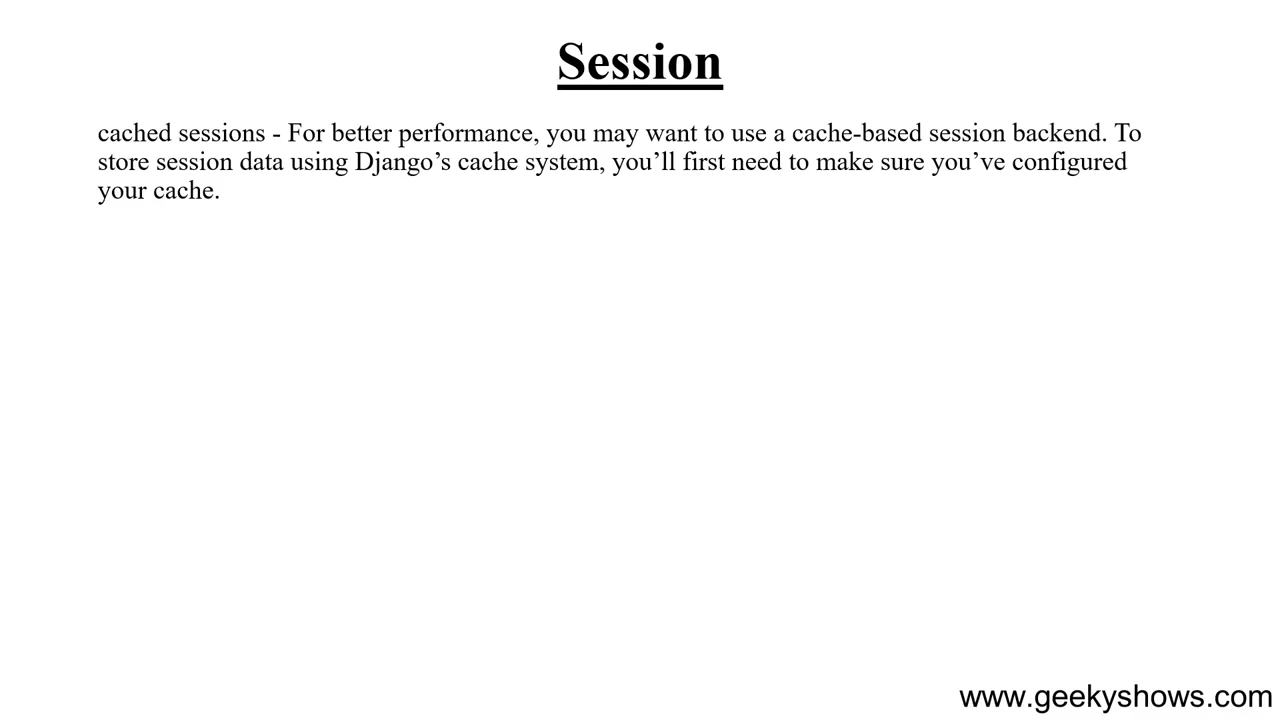 Session
cached sessions - For better performance, you may want to use a cache-based session backend. To
store session data using Django’s cache system, you’ll first need to make sure you’ve configured
your cache.
www.geekyshows.com